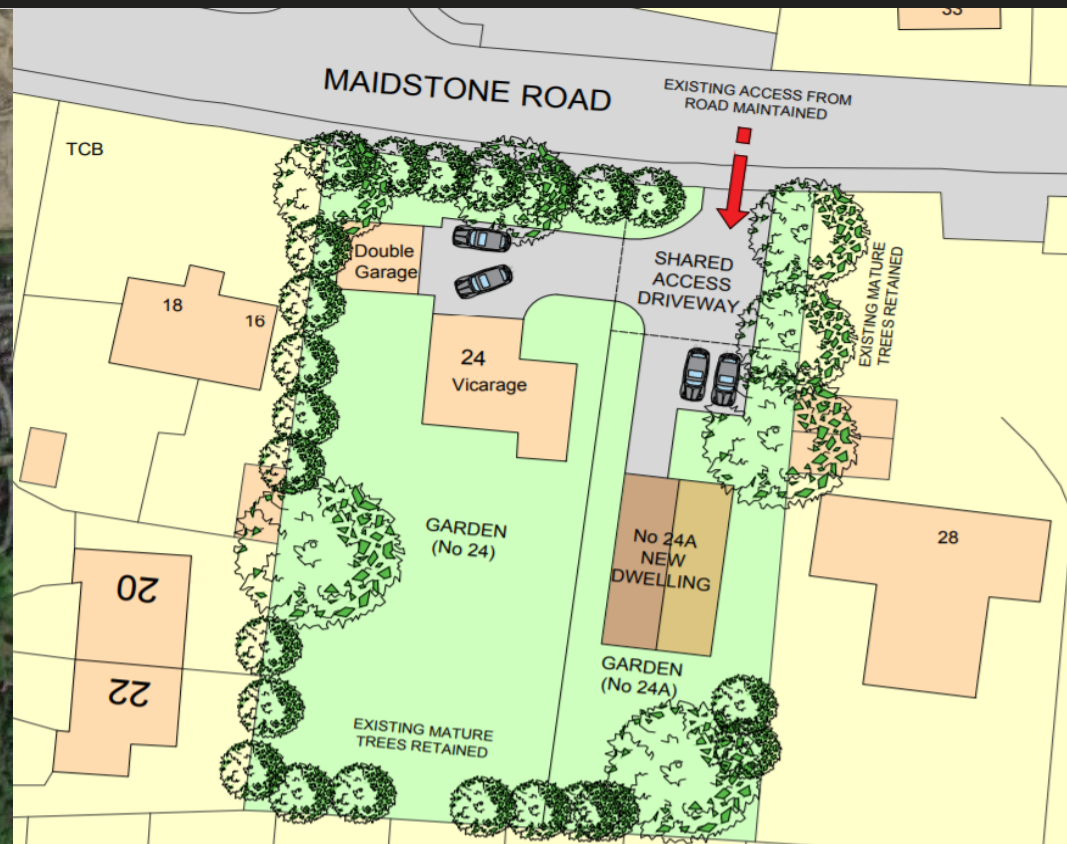 33
MAIDSTONE ROAD
EXISTING ACCESS FROM
ROAD MAINTAINED
TCB
Double
Garage
SHARED
ACCESS
DRIVEWAY
EXISTING MATURE
TREES RETAINED
18
16
24
Vicarage
GARDEN
(No 24)
No 24A
NEW
DWELLING
28
20
22
GARDEN
(No 24A)
EXISTING MATURE
TREES RETAINED